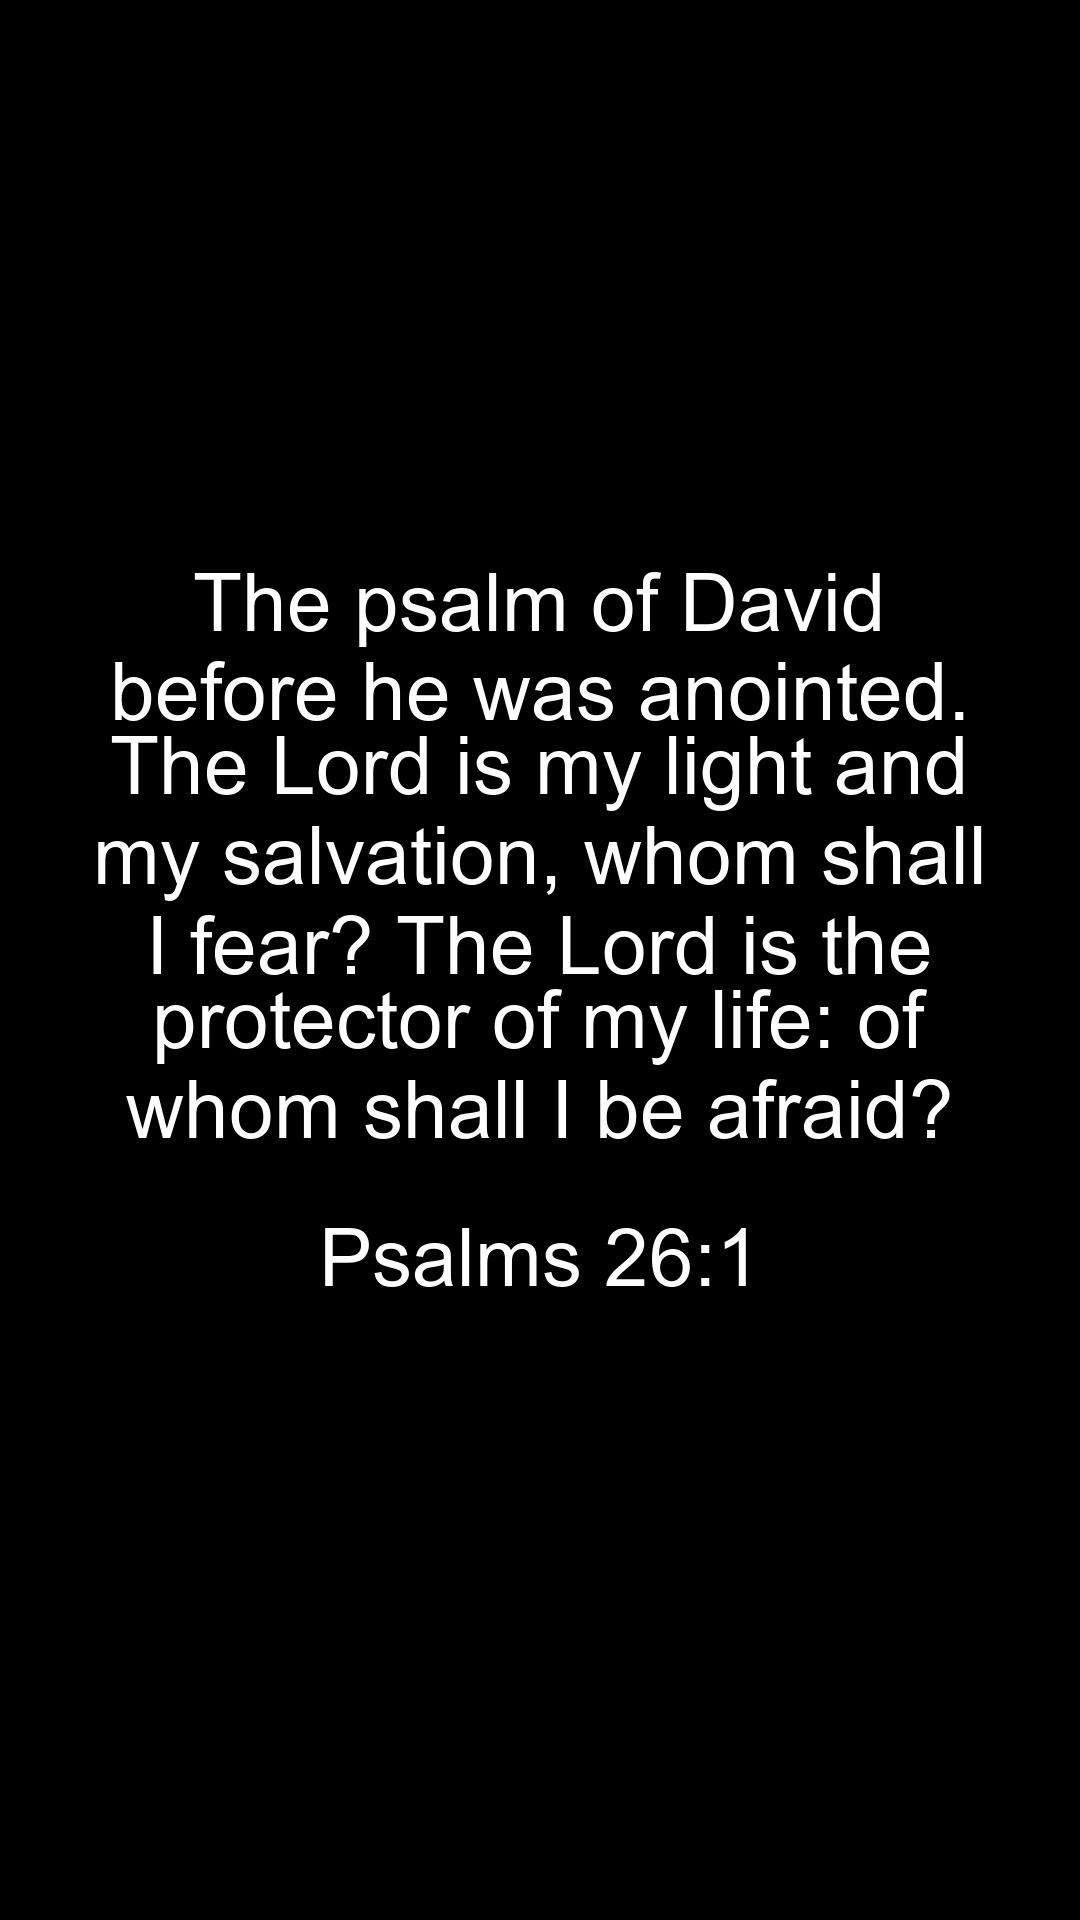 The psalm of David
before he was anointed.
The Lord is my light and
my salvation, whom shall
I fear? The Lord is the
protector of my life: of
whom shall I be afraid?
Psalms 26:1